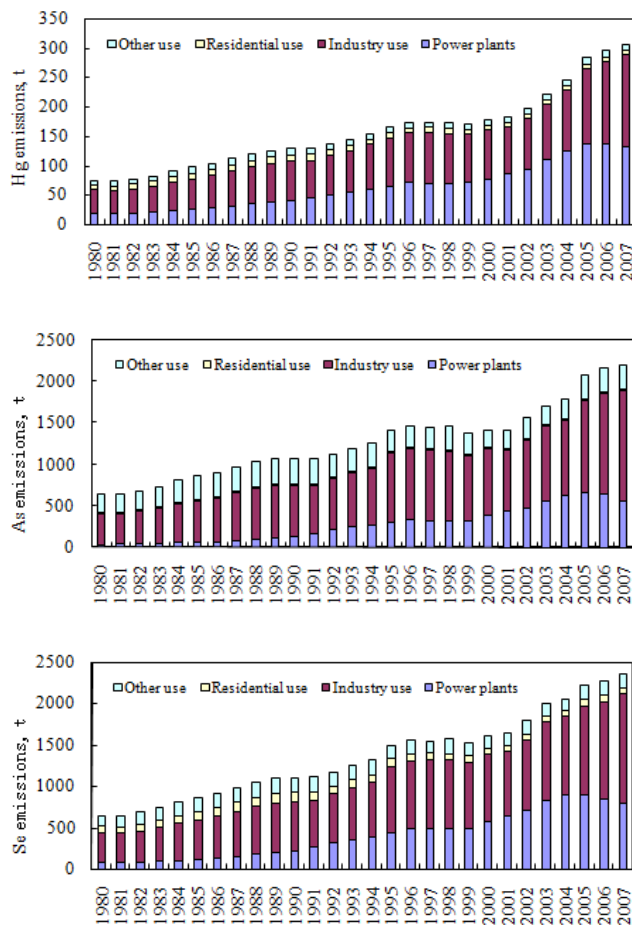 350
300
250
200
150
100
50
0
Hg emissions, t
Other use Residential use Industry use Power plants
1980 1981 1982 1983 1984 1985 1986 1987 1988 1989 1990 1991 1992 1993 1994 1995 1996 1997 1998 1999 2000 2001 2002 2003 2004 2005 2006 2007
2500
2000
1500
1000
500
0
As emissions, t
Other use Residential use Industry use Power plants
1980 1981 1982 1983 1984 1985 1986 1987 1988 1989 1990 1991 1992 1993 1994 1995 1996 1997 1998 1999 2000 2001 2002 2003 2004 2005 2006 2007
2500
2000
1500
1000
500
0
Se emissions, t
Other use Residential use Industry use Power plants
1980 1981 1982 1983 1984 1985 1986 1987 1988 1989 1990 1991 1992 1993 1994 1995 1996 1997 1998 1999 2000 2001 2002 2003 2004 2005 2006 2007